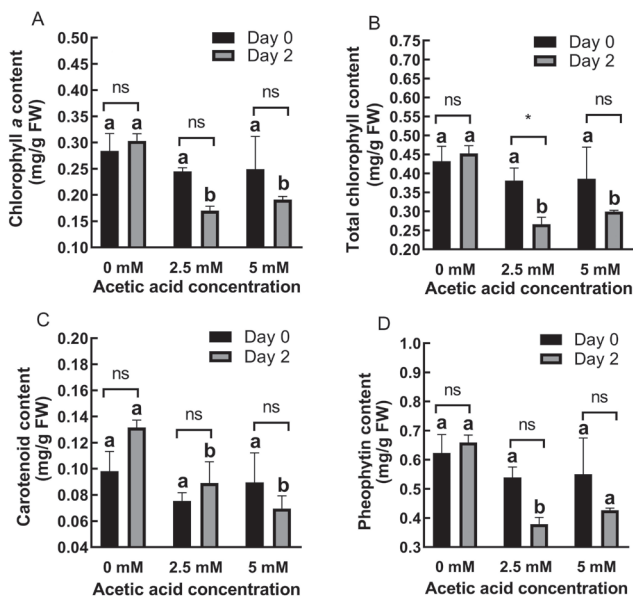 A
Chlorophyll a content
(mg/g FW)
0.50
0.45
0.40
0.35
0.30
0.25
0.20
0.15
0.10
Day 0
Day 2
ns
ns
ns
a
a
a
b
a
b
0 mM
2.5 mM
5 mM
Acetic acid concentration
B
Total chlorophyll content
(mg/g FW)
0.75
0.70
0.65
0.60
0.55
0.50
0.45
0.40
0.35
0.30
0.25
0.20
Day 0
Day 2
ns
*
ns
a
a
a
b
a
b
0 mM
2.5 mM
5 mM
Acetic acid concentration
C
Carotenoid content
(mg/g FW)
0.20
0.18
0.16
0.14
0.12
0.10
0.08
0.06
0.04
Day 0
Day 2
ns
ns
ns
a
a
a
b
a
b
0 mM
2.5 mM
5 mM
Acetic acid concentration
D
Pheophytin content
(mg/g FW)
1.0
0.9
0.8
0.7
0.6
0.5
0.4
0.3
Day 0
Day 2
ns
ns
ns
a
a
a
b
a
a
0 mM
2.5 mM
5 mM
Acetic acid concentration